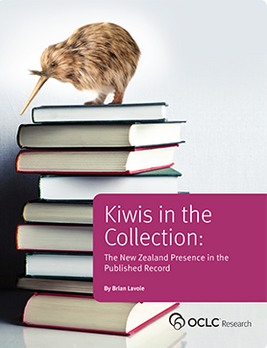 Kiwis in the
Collection:
The New Zealand Presence in the
Published Record
By Brian Lavoie
OCLC Research